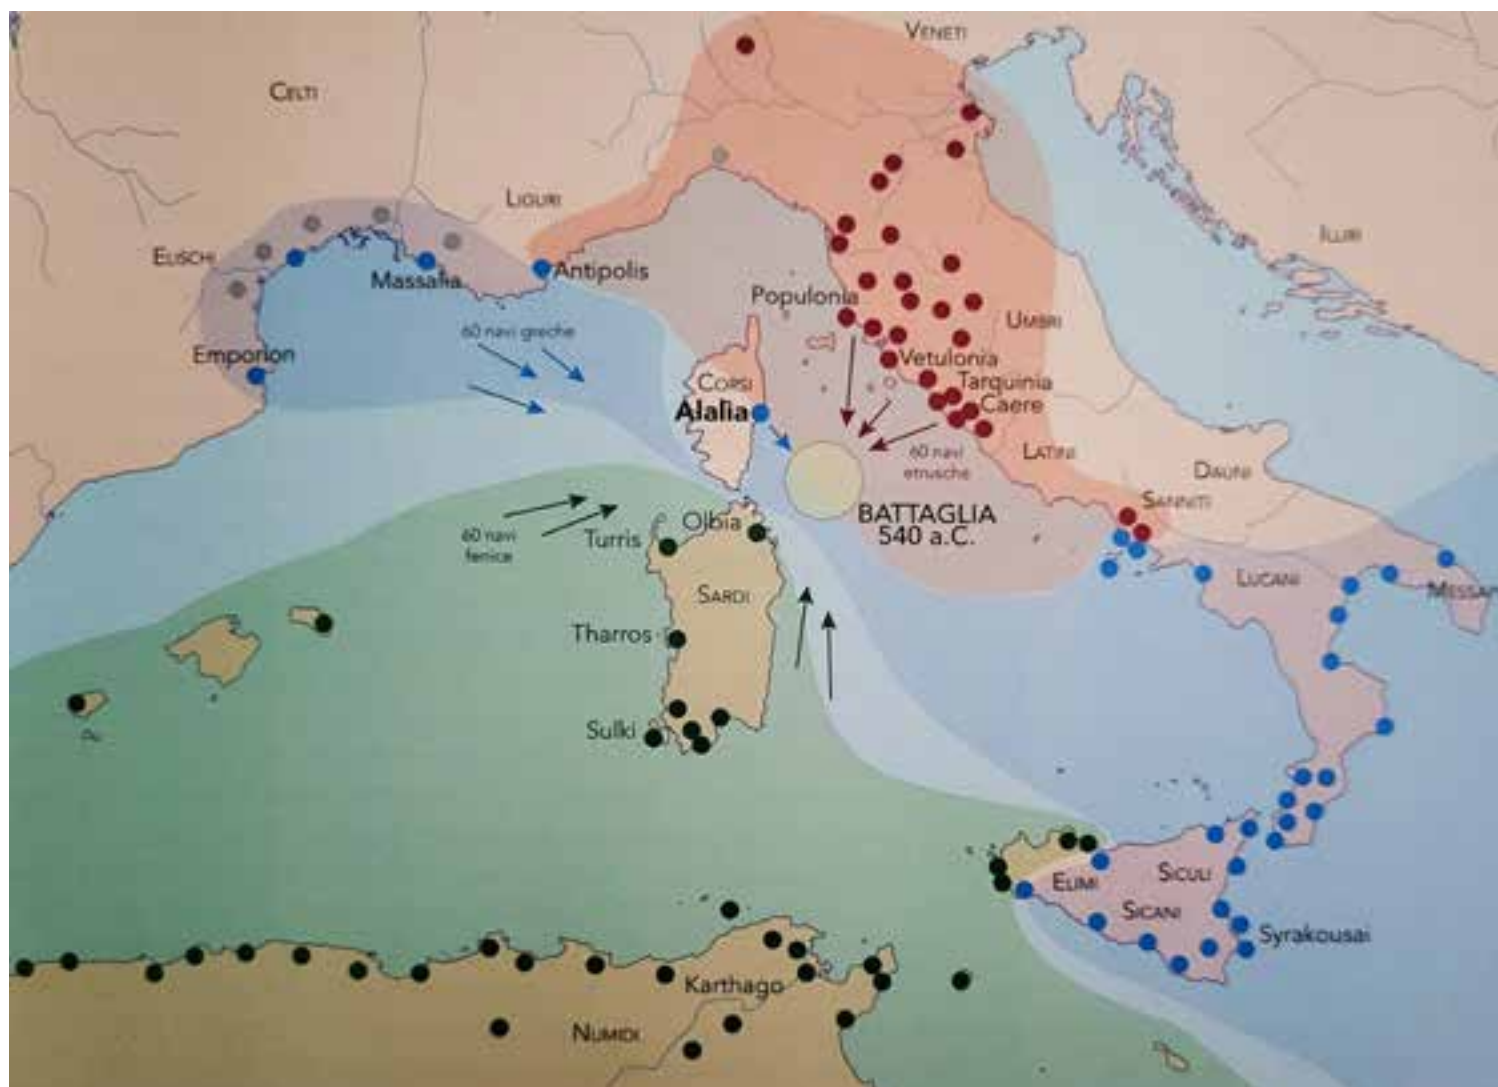 VENETI
CELTI
LIGURI
ILLIRI
ELISCHI
Massalia
Antipolis
Populonia
UMBRI
60 navi greche
Emporion
Vetulonia
CORSI
Tarquinia
Alalia
Caere
60 navi
etrusche
LATINI
DAUNI
SANNITI
BATTAGLIA
540 a.C.
60 navi
fenice
Olbia
Turris
LUCANI
MESSAP
SARDI
Tharros
Sulki
ELIMI
SICULI
SICANI
Syrakousai
Karthago
NUMIDI